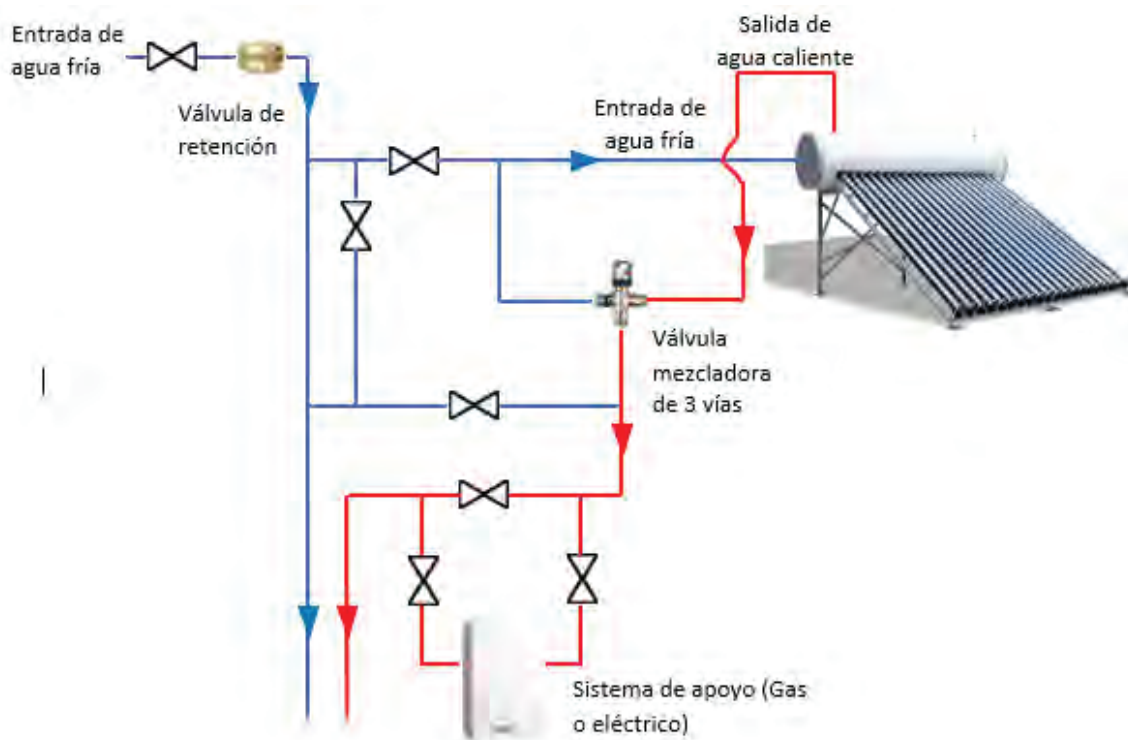 Entrada de
agua fría
Válvula de
retención
Salida de
agua caliente
Entrada de
agua fría
Válvula
mezcladora
de 3 vías
Sistema de apoyo (Gas
o eléctrico)